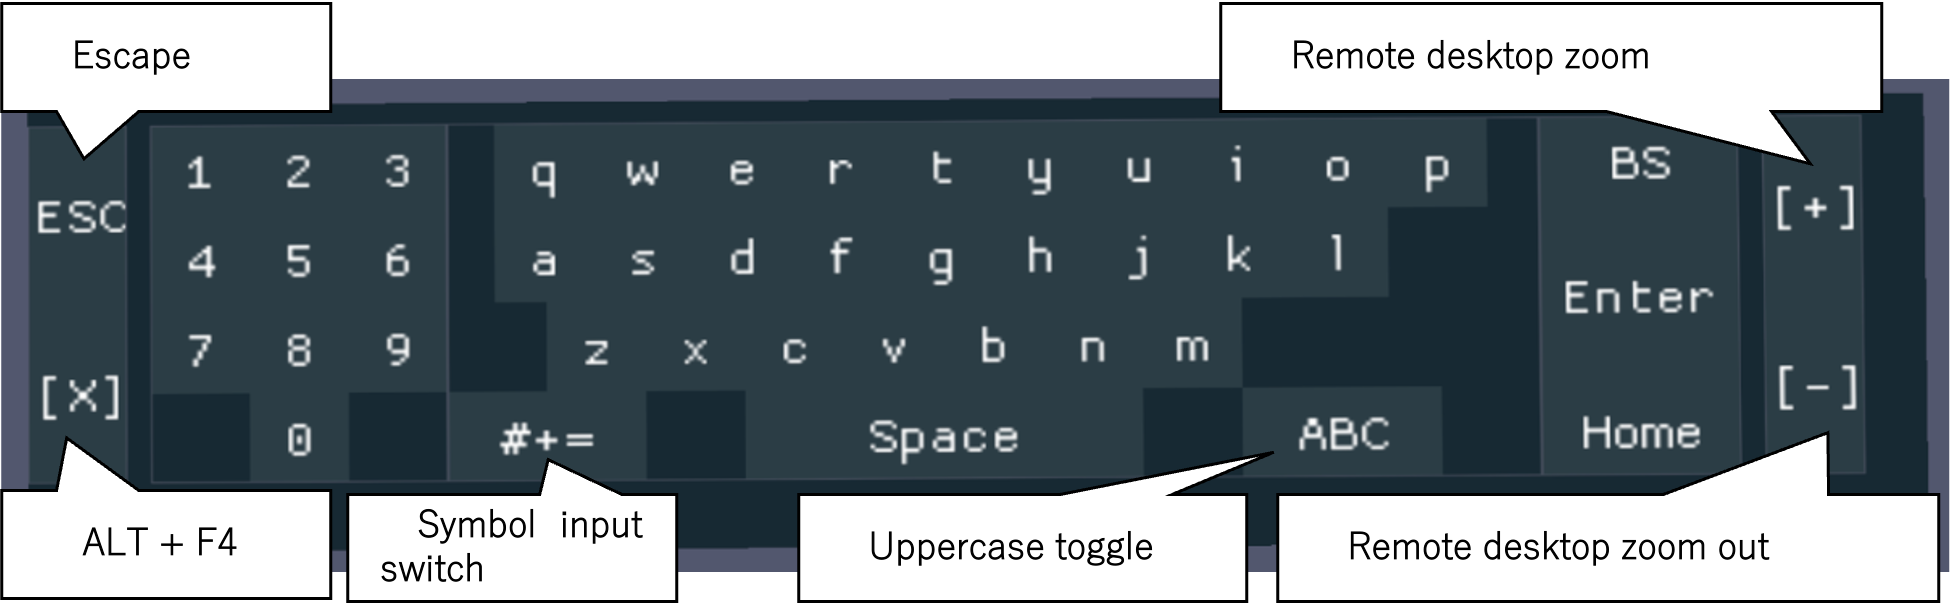 Escape
Remote desktop zoom
1 2 3 q w e r t y u i o p BS
ESC [+]
4 5 6 a s d f g h j k l
Enter
7 8 9 z x c v b n m
[X] [-]
0 #+= Space ABC Home
ALT + F4
Symbol input
switch
Uppercase toggle
Remote desktop zoom out